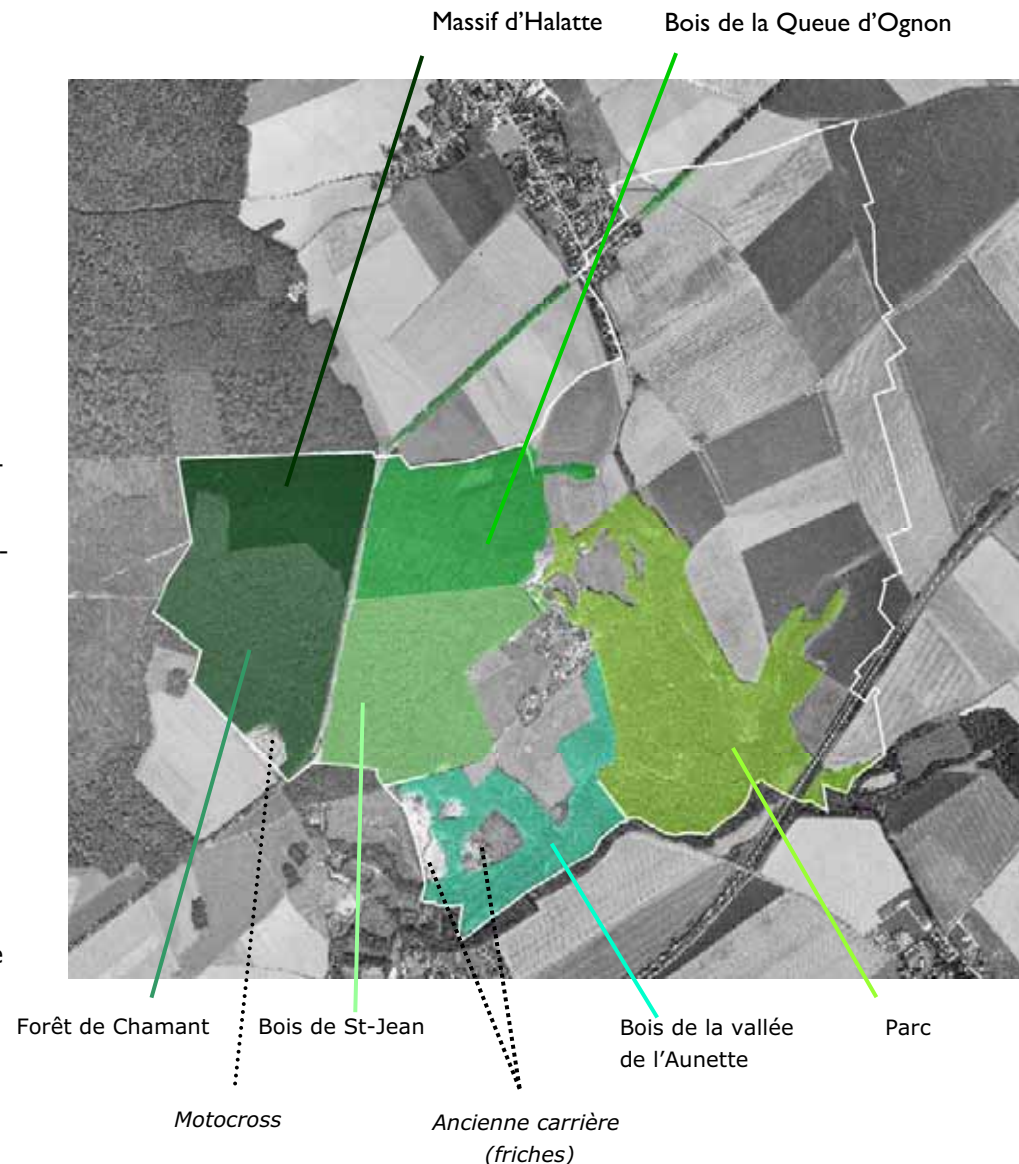 Massif d'Halatte
Bois de la Queue d'Ognon
Forêt de Chamant
Bois de St-Jean
Bois de la vallée
de l'Aunette
Parc
Motocross
Ancienne carrière
(friches)